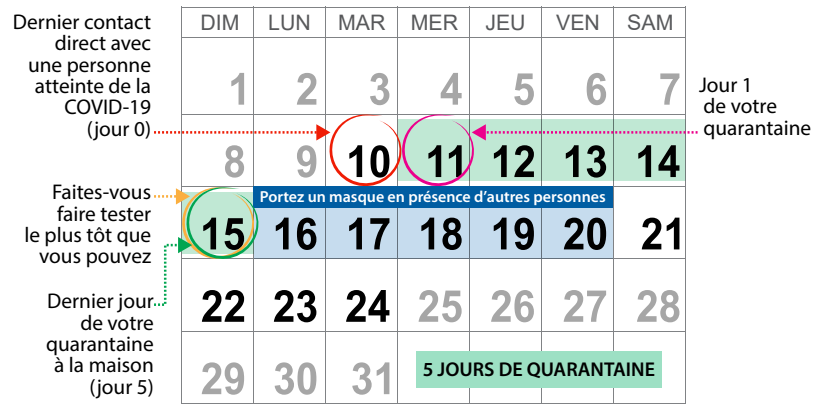 Dernier contact
direct avec
une personne
atteinte de la
COVID-19
(jour 0)
DIM LUN MAR MER JEU VEN SAM
1 2 3 4 5 6 7
Jour 1
de votre
quarantaine
8 9 10 11 12 13 14
Faites-vous
faire tester
le plus tôt que
vous pouvez
Portez un masque en présence d'autres personnes
15 16 17 18 19 20 21
Dernier jour
de votre
quarantaine
à la maison
(jour 5)
22 23 24 25 26 27 28
29 30 31
5 JOURS DE QUARANTAINE